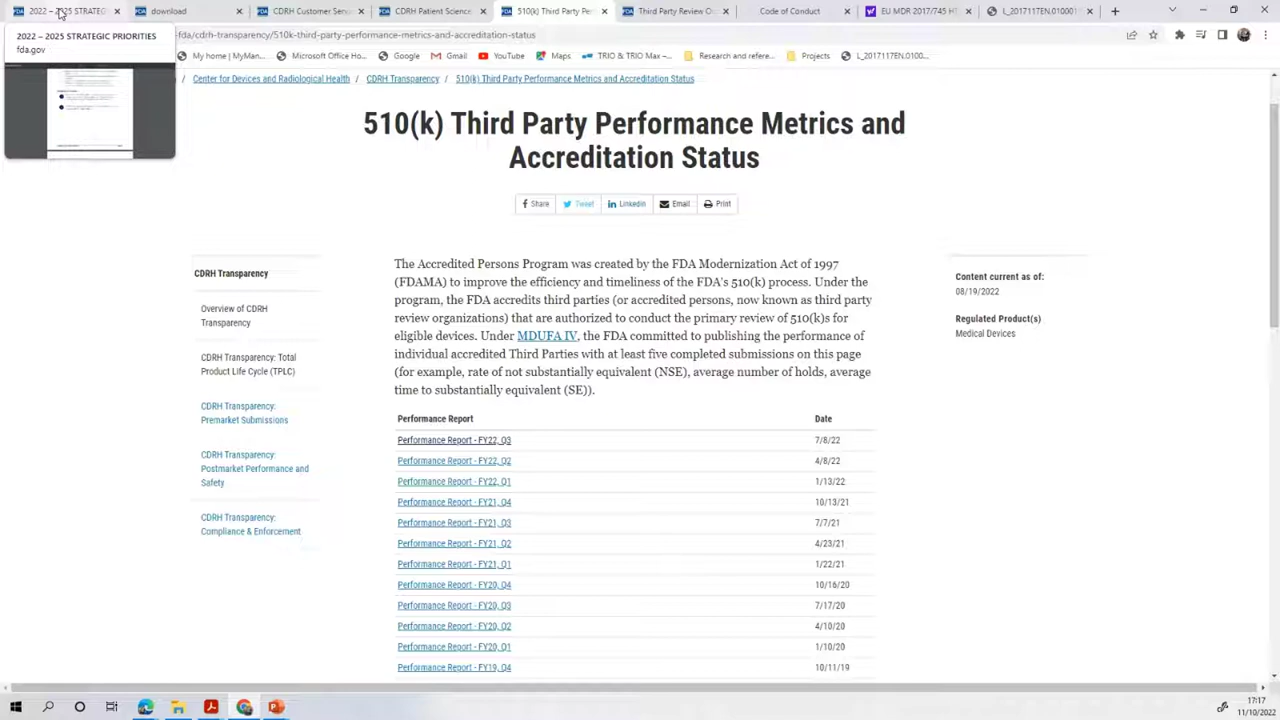 2022 – 2025 STRATEG
download
CDRH Customer Servic
CDRH Patient Science
510(k) Third Party Per
Third Party Review Or
Code of Conduct
EU MDR 2017/745 HT
L_201711TEN.010001
2022 – 2025 STRATEGIC PRIORITIES
fda.gov
-fda/cdrh-transparency/510k-third-party-performance-metrics-and-accreditation-status
My home | myMan...
Microsoft Office Ho...
Google
Gmail
YouTube
Maps
TRIO & TRIO Max –...
Research and refere...
Projects
L_2017117EN.0100...
Center for Devices and Radiological Health / CDRH Transparency / 510(k) Third Party Performance Metrics and Accreditation Status
510(k) Third Party Performance Metrics and
Accreditation Status
Share
Tweet
Linkedin
Email
Print
CDRH Transparency
Overview of CDRH
Transparency
CDRH Transparency: Total
Product Life Cycle (TPLC)
CDRH Transparency:
Premarket Submissions
CDRH Transparency:
Postmarket Performance and
Safety
CDRH Transparency:
Compliance & Enforcement
The Accredited Persons Program was created by the FDA Modernization Act of 1997
(FDAMA) to improve the efficiency and timeliness of the FDA's 510(k) process. Under the
program, the FDA accredits third parties (or accredited persons, now known as third party
review organizations) that are authorized to conduct the primary review of 510(k)s for
eligible devices. Under MDUFA IV, the FDA committed to publishing the performance of
individual accredited Third Parties with at least five completed submissions on this page
(for example, rate of not substantially equivalent (NSE), average number of holds, average
time to substantially equivalent (SE)).
Performance Report Date
Performance Report - FY22, Q3 7/8/22
Performance Report - FY22, Q2 4/8/22
Performance Report - FY22, Q1 1/13/22
Performance Report - FY21, Q4 10/13/21
Performance Report - FY21, Q3 7/7/21
Performance Report - FY21, Q2 4/23/21
Performance Report - FY21, Q1 1/22/21
Performance Report - FY20, Q4 10/16/20
Performance Report - FY20, Q3 7/17/20
Performance Report - FY20, Q2 4/10/20
Performance Report - FY20, Q1 1/10/20
Performance Report - FY19, Q4 10/11/19
Content current as of:
08/19/2022
Regulated Product(s)
Medical Devices
17:17
11/10/2022